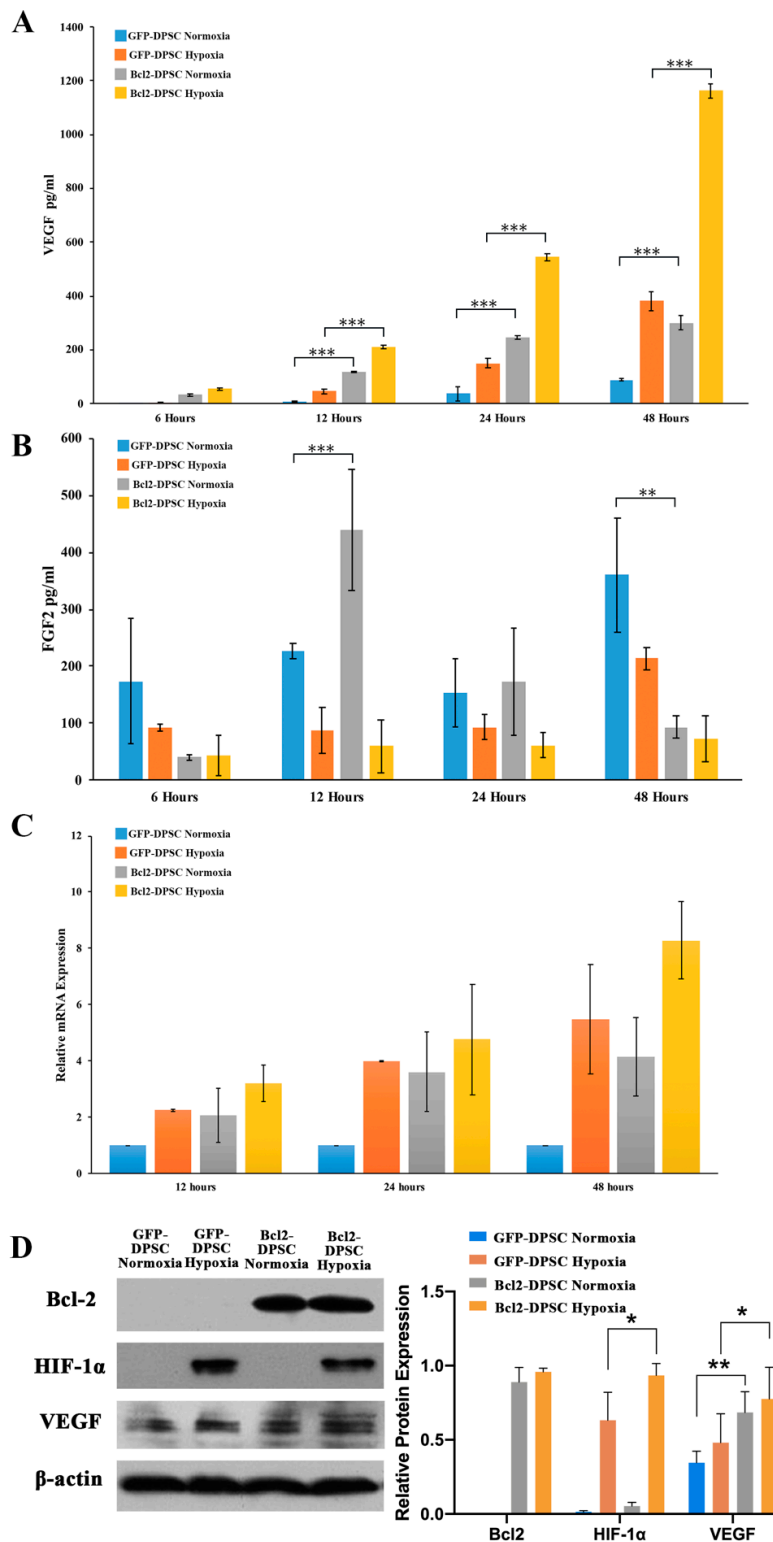 A
GFP-DPSC Normoxia
GFP-DPSC Hypoxia
Bcl2-DPSC Normoxia
Bcl2-DPSC Hypoxia
1400
1200
1000
800
600
400
200
0
VEGF pg/ml
***
***
***
***
***
***
6 Hours 12 Hours 24 Hours 48 Hours
B
GFP-DPSC Normoxia
GFP-DPSC Hypoxia
Bcl2-DPSC Normoxia
Bcl2-DPSC Hypoxia
600
500
400
300
200
100
0
FGF2 pg/ml
***
**
6 Hours 12 Hours 24 Hours 48 Hours
C
GFP-DPSC Normoxia
GFP-DPSC Hypoxia
Bcl2-DPSC Normoxia
Bcl2-DPSC Hypoxia
12
10
8
6
4
2
0
Relative mRNA Expression
12 hours 24 hours 48 hours
D
GFP- GFP- Bcl2- Bcl2-
DPSC DPSC DPSC DPSC
Normoxia Hypoxia Normoxia Hypoxia
Bcl-2
HIF-1α
VEGF
β-actin
GFP-DPSC Normoxia
GFP-DPSC Hypoxia
Bcl2-DPSC Normoxia
Bcl2-DPSC Hypoxia
1.5
1.0
0.5
0.0
Relative Protein Expression
*
*
**
Bcl2 HIF-1α VEGF